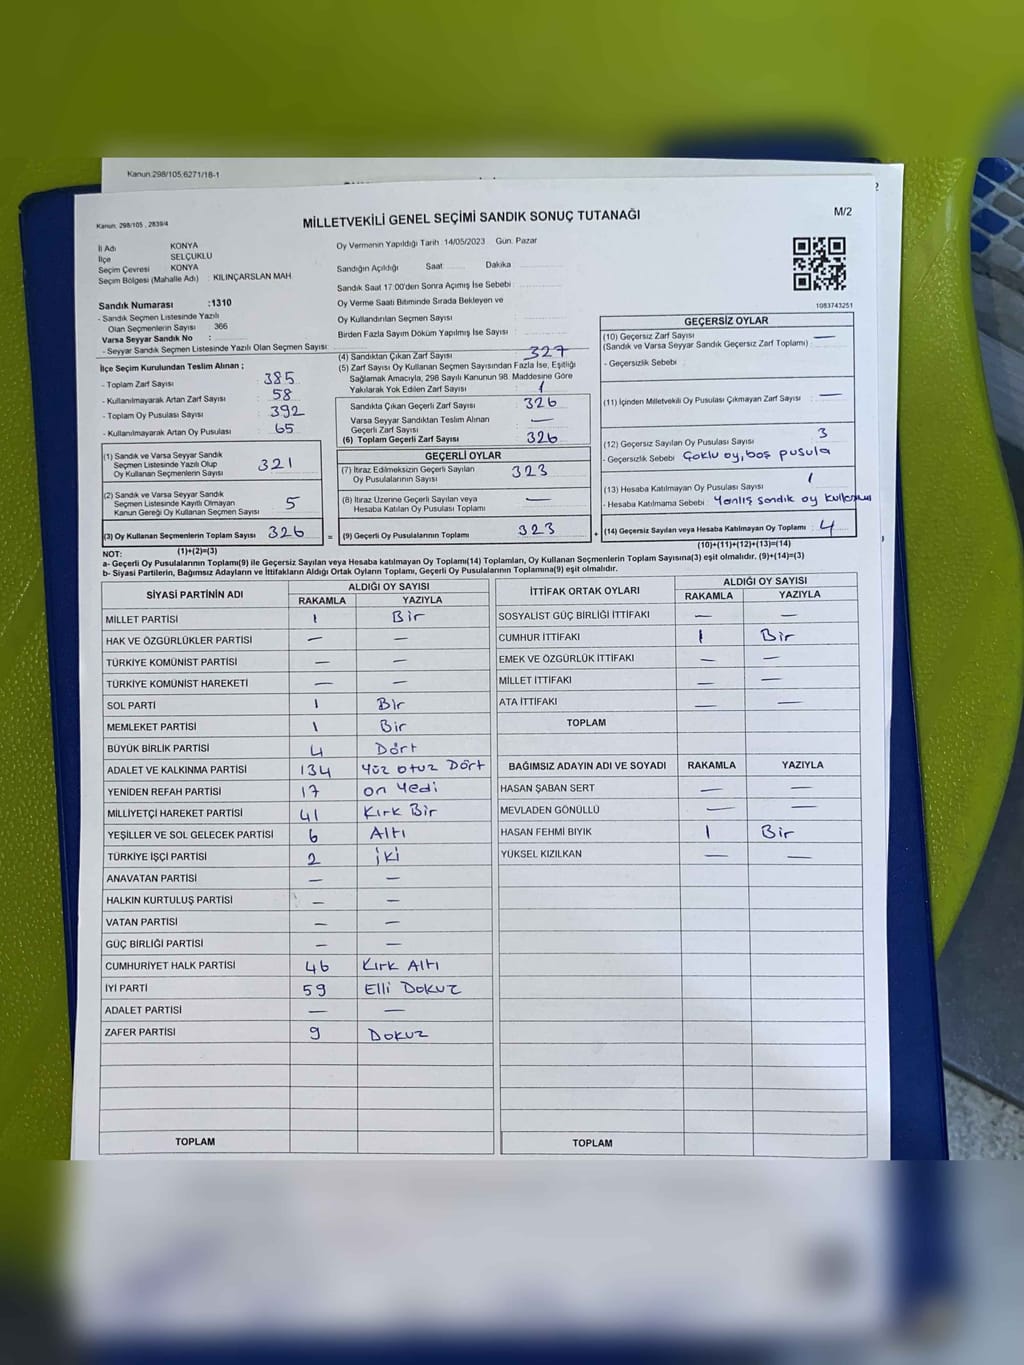 Kanun.298/105;6271/18-1
Kanun. 298/105 , 2839/4
MİLLETVEKİLİ GENEL SEÇİMİ SANDIK SONUÇ TUTANAĞI
M/2
İl Adı KONYA
İlçe SELÇUKLU
Seçim Çevresi KONYA
Seçim Bölgesi (Mahalle Adı) : KILINÇARSLAN MAH
Oy Vermenin Yapıldığı Tarih :14/05/2023 Gün. Pazar
Sandığın Açıldığı Saat ....... Dakika .......
Sandık Saat 17:00'den Sonra Açımış İse Sebebi :
Oy Verme Saati Bitiminde Sırada Bekleyen ve
Oy Kullandırılan Seçmen Sayısı :
Birden Fazla Sayım Döküm Yapılmış İse Sayısı :
1083743251
Sandık Numarası :1310
- Sandık Seçmen Listesinde Yazılı
Olan Seçmenlerin Sayısı 366
Varsa Seyyar Sandık No :
- Seyyar Sandık Seçmen Listesinde Yazılı Olan Seçmen Sayısı:
İlçe Seçim Kurulundan Teslim Alınan ;
- Toplam Zarf Sayısı : 385
- Kullanılmayarak Artan Zarf Sayısı : 58
- Toplam Oy Pusulası Sayısı : 392
- Kullanılmayarak Artan Oy Pusulası : 65
(1) Sandık ve Varsa Seyyar Sandık
Seçmen Listesinde Yazılı Olup
Oy Kullanan Seçmenlerin Sayısı : 321
(2) Sandık ve Varsa Seyyar Sandık
Seçmen Listesinde Kayıtlı Olmayan
Kanun Gereği Oy Kullanan Seçmen Sayısı : 5
(3) Oy Kullanan Seçmenlerin Toplam Sayısı : 326
(1)+(2)=(3)
(4) Sandıktan Çıkan Zarf Sayısı : 327
(5) Zarf Sayısı Oy Kullanan Seçmen Sayısından Fazla İse, Eşitliği
Sağlamak Amacıyla, 298 Sayılı Kanunun 98. Maddesine Göre
Yakılarak Yok Edilen Zarf Sayısı : 1
Sandıkta Çıkan Geçerli Zarf Sayısı : 326
Varsa Seyyar Sandıktan Teslim Alınan
Geçerli Zarf Sayısı : —
(6) Toplam Geçerli Zarf Sayısı : 326
GEÇERLİ OYLAR
(7) İtiraz Edilmeksizin Geçerli Sayılan
Oy Pusulalarının Sayısı : 323
(8) İtiraz Üzerine Geçerli Sayılan veya
Hesaba Katılan Oy Pusulası Toplamı : —
= (9) Geçerli Oy Pusulalarının Toplamı : 323 +
GEÇERSİZ OYLAR
(10) Geçersiz Zarf Sayısı
(Sandık ve Varsa Seyyar Sandık Geçersiz Zarf Toplamı) : —
- Geçersizlik Sebebi :
(11) İçinden Milletvekili Oy Pusulası Çıkmayan Zarf Sayısı : —
(12) Geçersiz Sayılan Oy Pusulası Sayısı : 3
- Geçersizlik Sebebi : Çoklu oy, boş pusula
(13) Hesaba Katılmayan Oy Pusulası Sayısı : 1
- Hesaba Katılmama Sebebi : Yanlış sandık oy
(14) Geçersiz Sayılan veya Hesaba Katılmayan Oy Toplamı : 4
(10)+(11)+(12)+(13)=(14)
NOT:
a- Geçerli Oy Pusulalarının Toplamı(9) ile Geçersiz Sayılan veya Hesaba katılmayan Oy Toplamı(14) Toplamları, Oy Kullanan Seçmenlerin Toplam Sayısına(3) eşit olmalıdır. (9)+(14)=(3)
b- Siyasi Partilerin, Bağımsız Adayların ve İttifakların Aldığı Ortak Oyların Toplamı, Geçerli Oy Pusulalarının Toplamına(9) eşit olmalıdır.
SİYASİ PARTİNİN ADI ALDIĞI OY SAYISI
RAKAMLA YAZIYLA
MİLLET PARTİSİ 1 Bir
HAK VE ÖZGÜRLÜKLER PARTİSİ — —
TÜRKİYE KOMÜNİST PARTİSİ — —
TÜRKİYE KOMÜNİST HAREKETİ — —
SOL PARTİ 1 Bir
MEMLEKET PARTİSİ 1 Bir
BÜYÜK BİRLİK PARTİSİ 4 Dört
ADALET VE KALKINMA PARTİSİ 134 Yüz otuz Dört
YENİDEN REFAH PARTİSİ 17 on Yedi
MİLLİYETÇİ HAREKET PARTİSİ 41 Kırk Bir
YEŞİLLER VE SOL GELECEK PARTİSİ 6 Altı
TÜRKİYE İŞÇİ PARTİSİ 2 iki
ANAVATAN PARTİSİ — —
HALKIN KURTULUŞ PARTİSİ — —
VATAN PARTİSİ — —
GÜÇ BİRLİĞİ PARTİSİ — —
CUMHURİYET HALK PARTİSİ 46 Kırk Altı
İYİ PARTİ 59 Elli Dokuz
ADALET PARTİSİ — —
ZAFER PARTİSİ 9 Dokuz
TOPLAM
İTTİFAK ORTAK OYLARI ALDIĞI OY SAYISI
RAKAMLA YAZIYLA
SOSYALİST GÜÇ BİRLİĞİ İTTİFAKI — —
CUMHUR İTTİFAKI 1 Bir
EMEK VE ÖZGÜRLÜK İTTİFAKI — —
MİLLET İTTİFAKI — —
ATA İTTİFAKI — —
TOPLAM
BAĞIMSIZ ADAYIN ADI VE SOYADI RAKAMLA YAZIYLA
HASAN ŞABAN SERT — —
MEVLADEN GÖNÜLLÜ — —
HASAN FEHMİ BIYIK 1 Bir
YÜKSEL KIZILKAN — —
TOPLAM